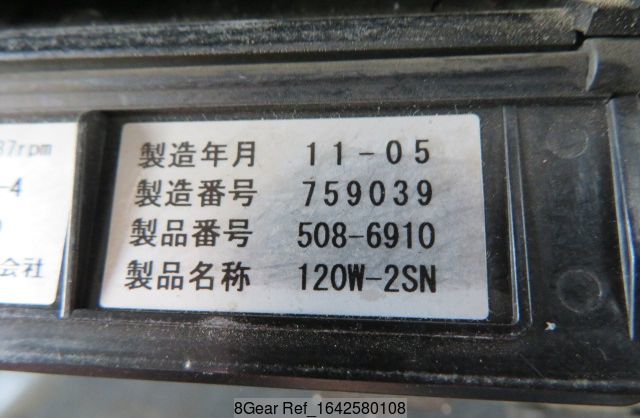 37rpm
-4
会社
製造年月 11-05
製造番号 759039
製品番号 508-6910
製品名称 120W-2SN
8Gear Ref_1642580108